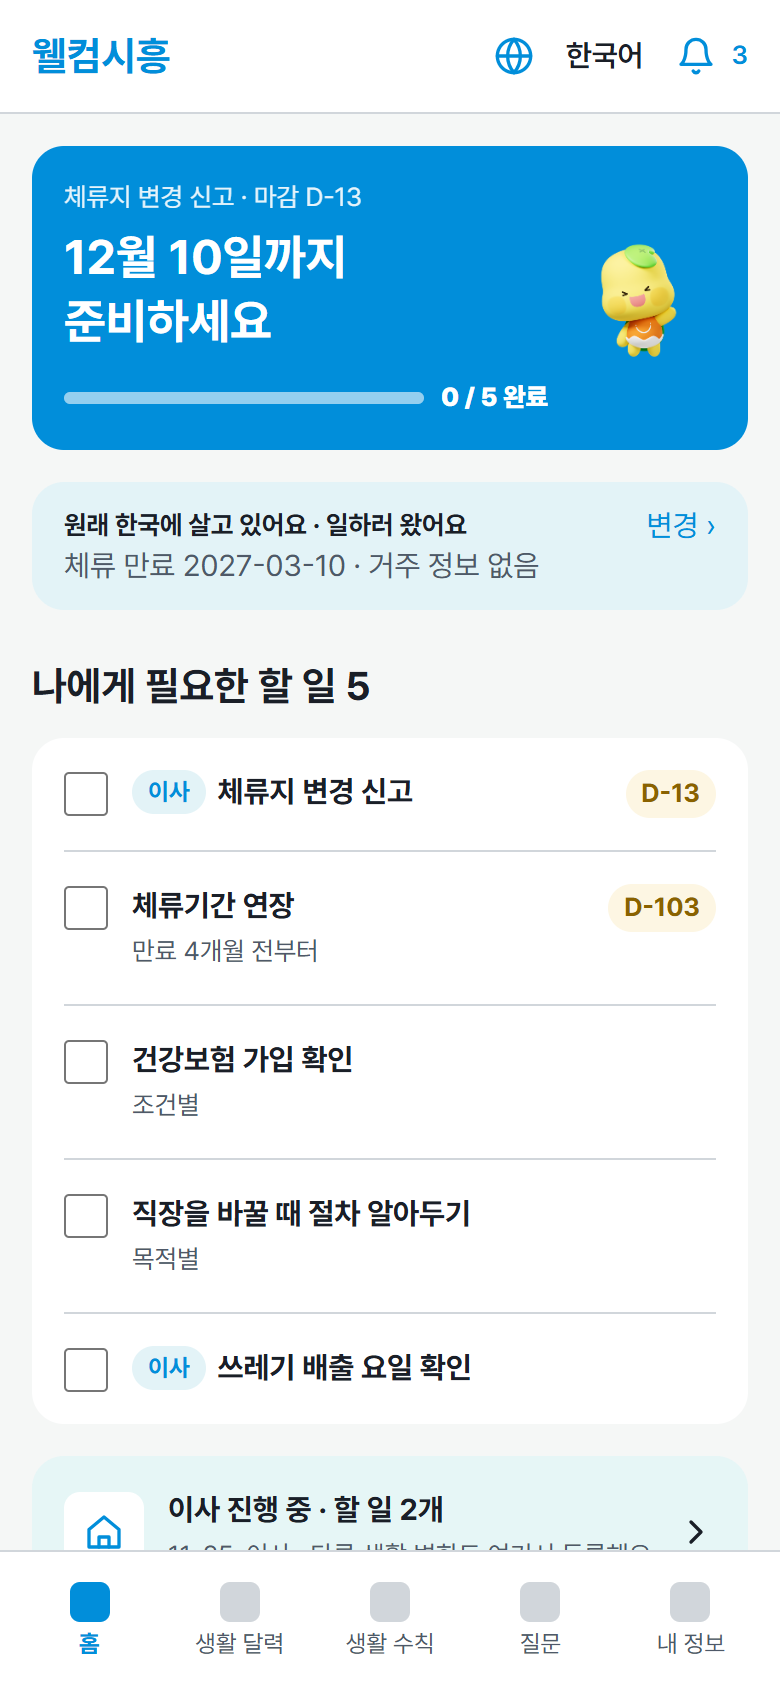 웰컴시흥
한국어
3
체류지 변경 신고 · 마감 D-13
12월 10일까지
준비하세요
0 / 5 완료
원래 한국에 살고 있어요 · 일하러 왔어요
변경 ›
체류 만료 2027-03-10 · 거주 정보 없음
나에게 필요한 할 일 5
이사 체류지 변경 신고 D-13
체류기간 연장 D-103
만료 4개월 전부터
건강보험 가입 확인
조건별
직장을 바꿀 때 절차 알아두기
목적별
이사 쓰레기 배출 요일 확인
이사 진행 중 · 할 일 2개
홈
생활 달력
생활 수칙
질문
내 정보